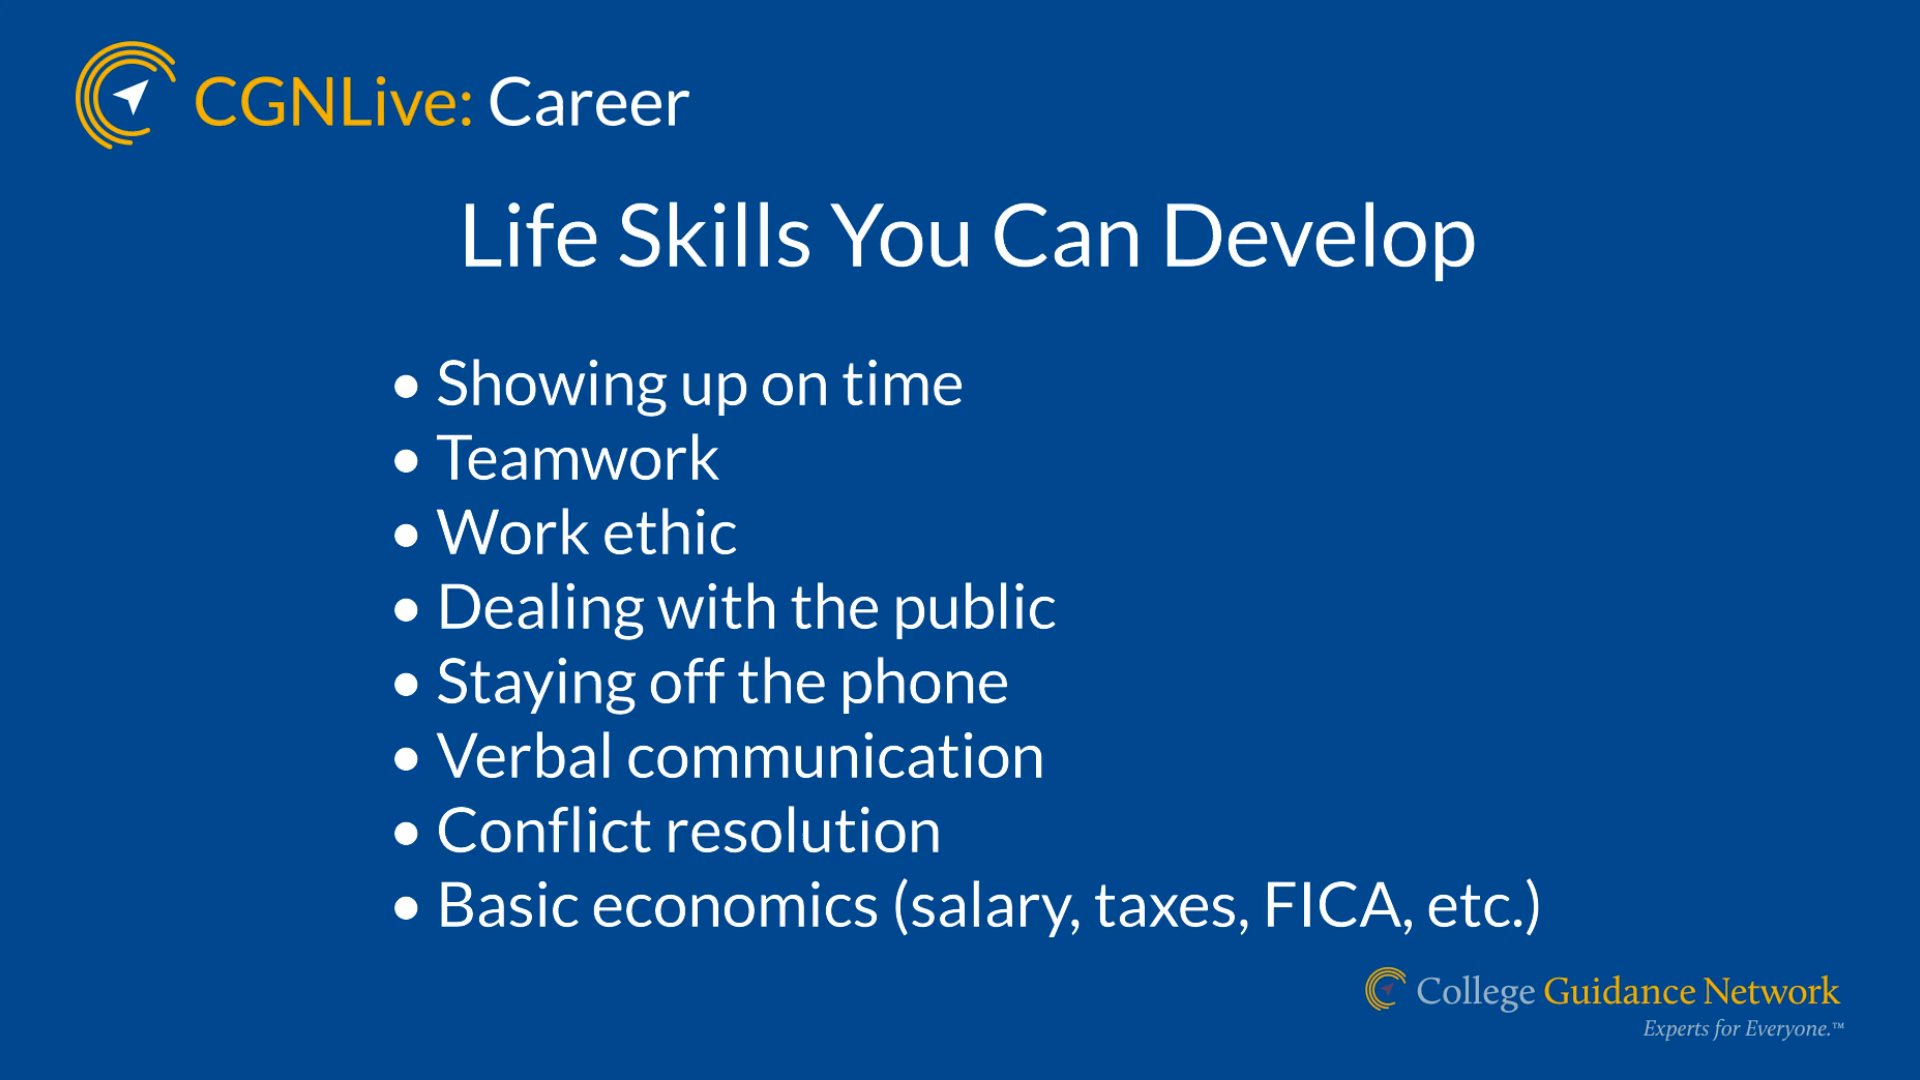 CGNLive: Career
Life Skills You Can Develop
• Showing up on time
• Teamwork
• Work ethic
• Dealing with the public
• Staying off the phone
• Verbal communication
• Conflict resolution
• Basic economics (salary, taxes, FICA, etc.)
College Guidance Network
Experts for Everyone.™